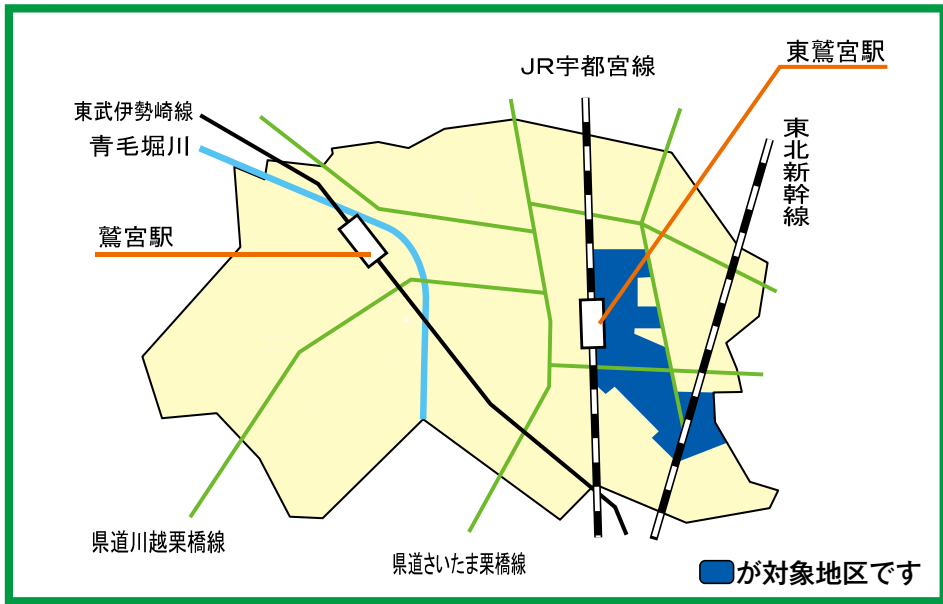 東鷲宮駅
JR宇都宮線
東武伊勢崎線
青毛堀川
東北新幹線
鷲宮駅
県道川越栗橋線
県道さいたま栗橋線
が対象地区です